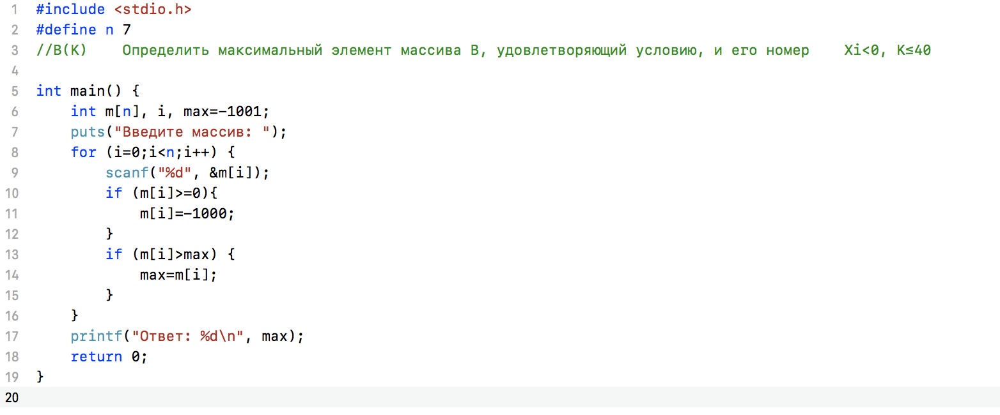 1 #include <stdio.h>
2 #define n 7
3 //B(K)    Определить максимальный элемент массива B, удовлетворяющий условию, и его номер    Xi<0, K≤40
4
5 int main() {
6     int m[n], i, max=-1001;
7     puts("Введите массив: ");
8     for (i=0;i<n;i++) {
9         scanf("%d", &m[i]);
10         if (m[i]>=0){
11             m[i]=-1000;
12         }
13         if (m[i]>max) {
14             max=m[i];
15         }
16     }
17     printf("Ответ: %d\n", max);
18     return 0;
19 }
20